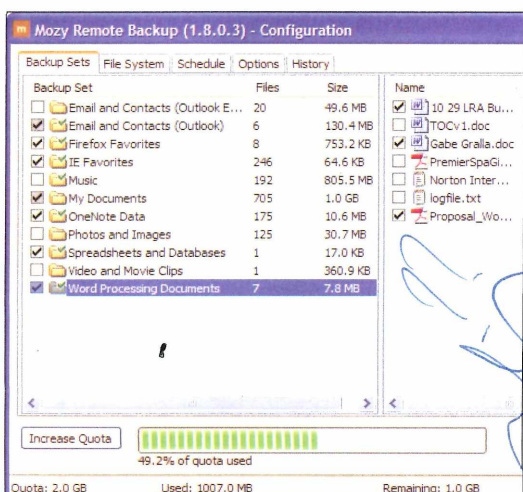 Mozy Remote Backup (1.8.0.3) - Configuration
Backup Sets File System Schedule Options History
Backup Set Files Size Name
Email and Contacts (Outlook E... 20 49.6 MB 10 29 LRA Bu...
Email and Contacts (Outlook) 6 130.4 MB TOCv1.doc
Firefox Favorites 8 753.2 KB Gabe Gralla.doc
IE Favorites 246 64.6 KB PremierSpaGi...
Music 192 805.5 MB Norton Inter...
My Documents 705 1.0 GB logfile.txt
OneNote Data 175 10.6 MB Proposal_Wo...
Photos and Images 125 30.7 MB
Spreadsheets and Databases 1 17.0 KB
Video and Movie Clips 1 360.9 KB
Word Processing Documents 7 7.8 MB
Increase Quota
49.2% of quota used
Quota: 2.0 GB Used: 1007.0 MB Remaining: 1.0 GB